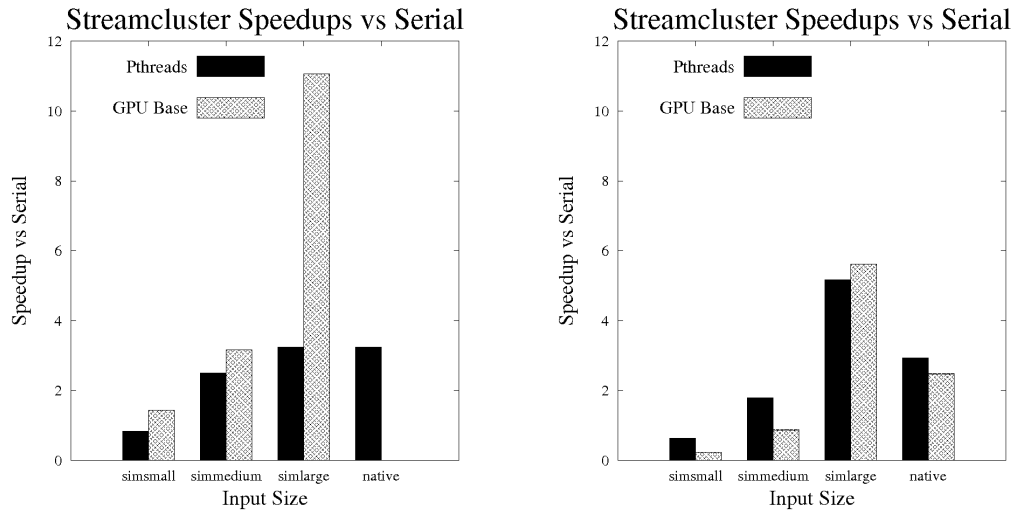 Streamcluster Speedups vs Serial
12
10
8
6
4
2
0
Speedup vs Serial
Pthreads
GPU Base
simsmall simmedium simlarge native
Input Size
Streamcluster Speedups vs Serial
12
10
8
6
4
2
0
Speedup vs Serial
Pthreads
GPU Base
simsmall simmedium simlarge native
Input Size